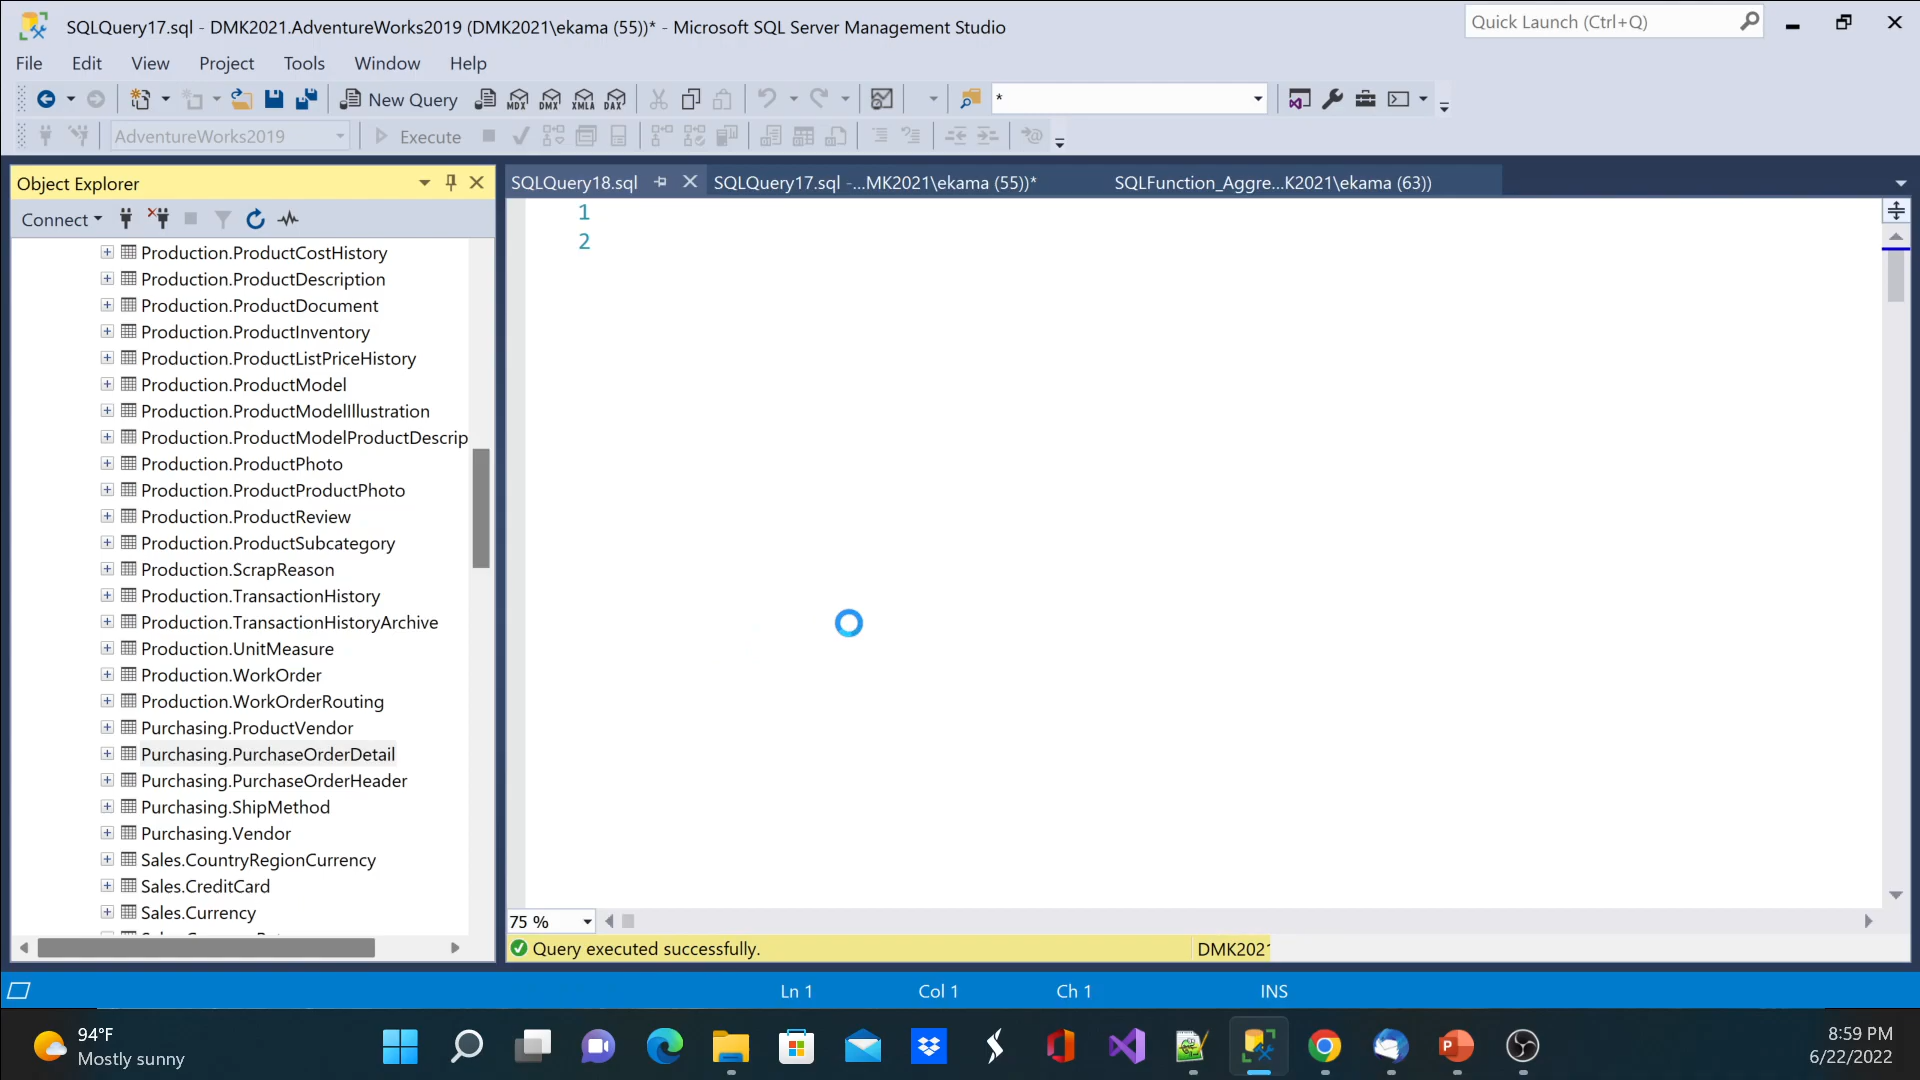 SQLQuery17.sql - DMK2021.AdventureWorks2019 (DMK2021\ekama (55))* - Microsoft SQL Server Management Studio
Quick Launch (Ctrl+Q)
File Edit View Project Tools Window Help
New Query
MDX DMX XMLA DAX
*
AdventureWorks2019
Execute
Object Explorer
SQLQuery18.sql
SQLQuery17.sql -...MK2021\ekama (55))*
SQLFunction_Aggre...K2021\ekama (63))
Connect
1
2
Production.ProductCostHistory
Production.ProductDescription
Production.ProductDocument
Production.ProductInventory
Production.ProductListPriceHistory
Production.ProductModel
Production.ProductModelIllustration
Production.ProductModelProductDescrip
Production.ProductPhoto
Production.ProductProductPhoto
Production.ProductReview
Production.ProductSubcategory
Production.ScrapReason
Production.TransactionHistory
Production.TransactionHistoryArchive
Production.UnitMeasure
Production.WorkOrder
Production.WorkOrderRouting
Purchasing.ProductVendor
Purchasing.PurchaseOrderDetail
Purchasing.PurchaseOrderHeader
Purchasing.ShipMethod
Purchasing.Vendor
Sales.CountryRegionCurrency
Sales.CreditCard
Sales.Currency
75 %
Query executed successfully.
DMK2021
Ln 1
Col 1
Ch 1
INS
94°F
Mostly sunny
8:59 PM
6/22/2022